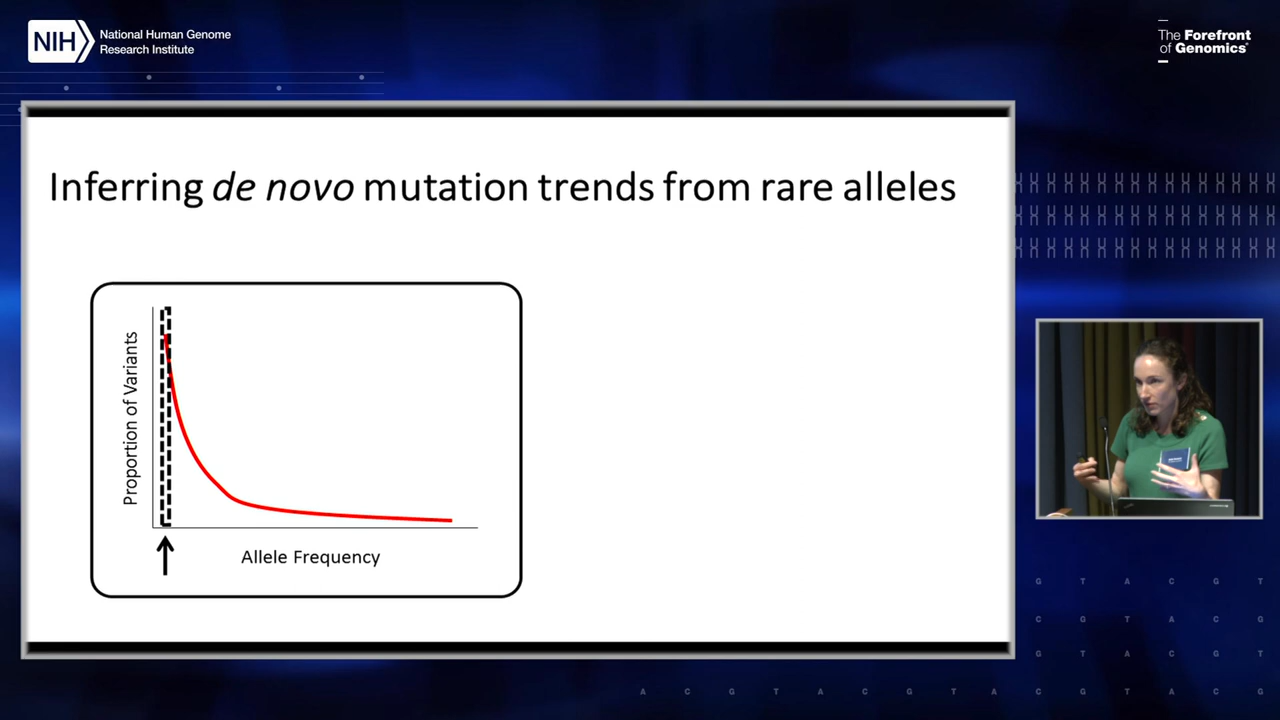 NIH
National Human Genome
Research Institute
The Forefront
of Genomics®
Inferring de novo mutation trends from rare alleles
Proportion of Variants
Allele Frequency
G T A C G T
C G T A C G
G T A C G T
A C G T A C G T A C G T A C G